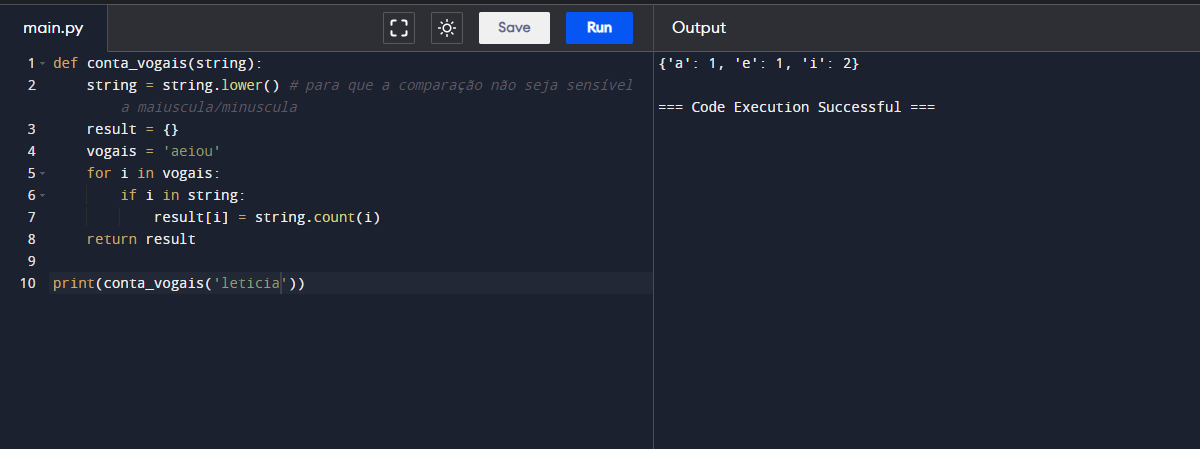 main.py
Save
Run
Output
1 def conta_vogais(string):
2     string = string.lower() # para que a comparação não seja sensível
        a maiuscula/minuscula
3     result = {}
4     vogais = 'aeiou'
5     for i in vogais:
6         if i in string:
7             result[i] = string.count(i)
8     return result
9
10 print(conta_vogais('leticia'))
{'a': 1, 'e': 1, 'i': 2}
=== Code Execution Successful ===